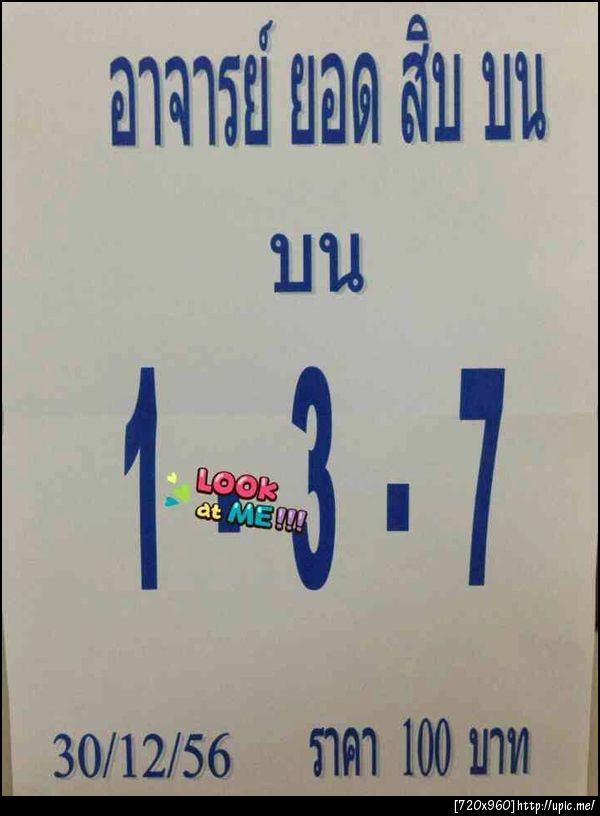 อาจารย์ ยอด สิบ บน
บน
1 - 3 - 7
LOOK
at ME!!!
30/12/56 ราคา 100 บาท
[720x960]http://upic.me/